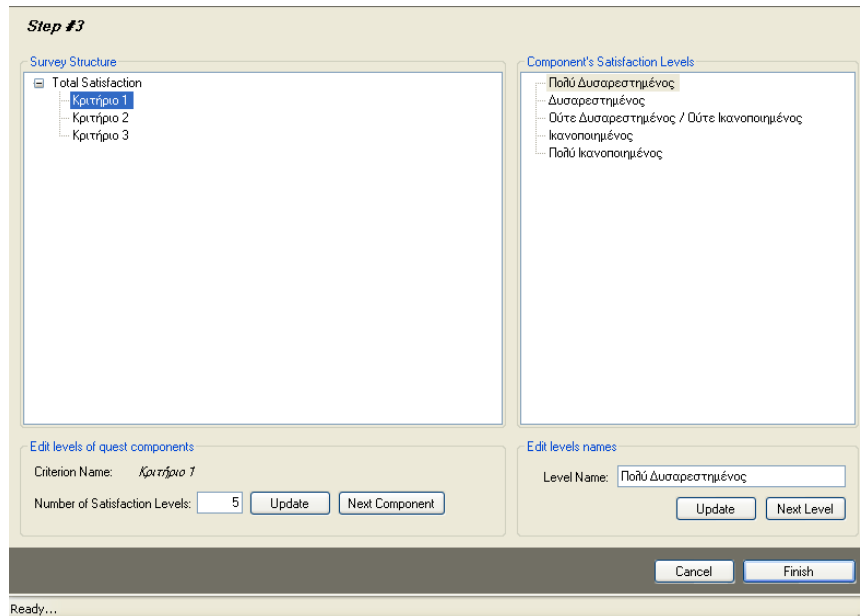 Step #3
Survey Structure
Total Satisfaction
Κριτήριο 1
Κριτήριο 2
Κριτήριο 3
Component's Satisfaction Levels
Πολύ Δυσαρεστημένος
Δυσαρεστημένος
Ούτε Δυσαρεστημένος / Ούτε Ικανοποιημένος
Ικανοποιημένος
Πολύ Ικανοποιημένος
Edit levels of quest components
Criterion Name: Κριτήριο 1
Number of Satisfaction Levels: 5 Update Next Component
Edit levels names
Level Name: Πολύ Δυσαρεστημένος
Update Next Level
Cancel Finish
Ready...